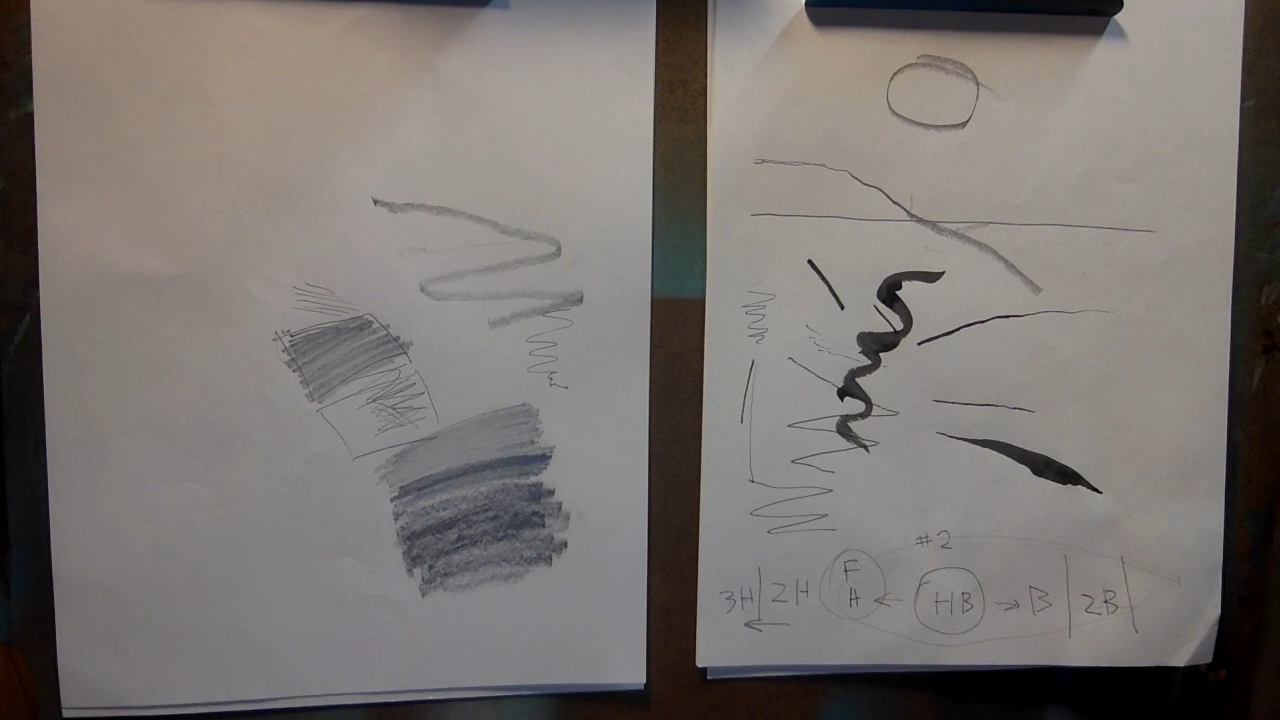 #2
3H | 2H F H ← HB → B | 2B |
←